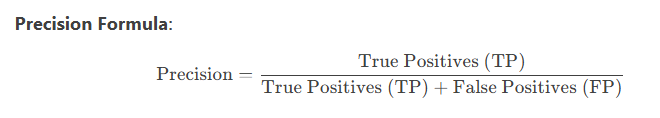 Precision Formula:
Precision = True Positives (TP) / True Positives (TP) + False Positives (FP)